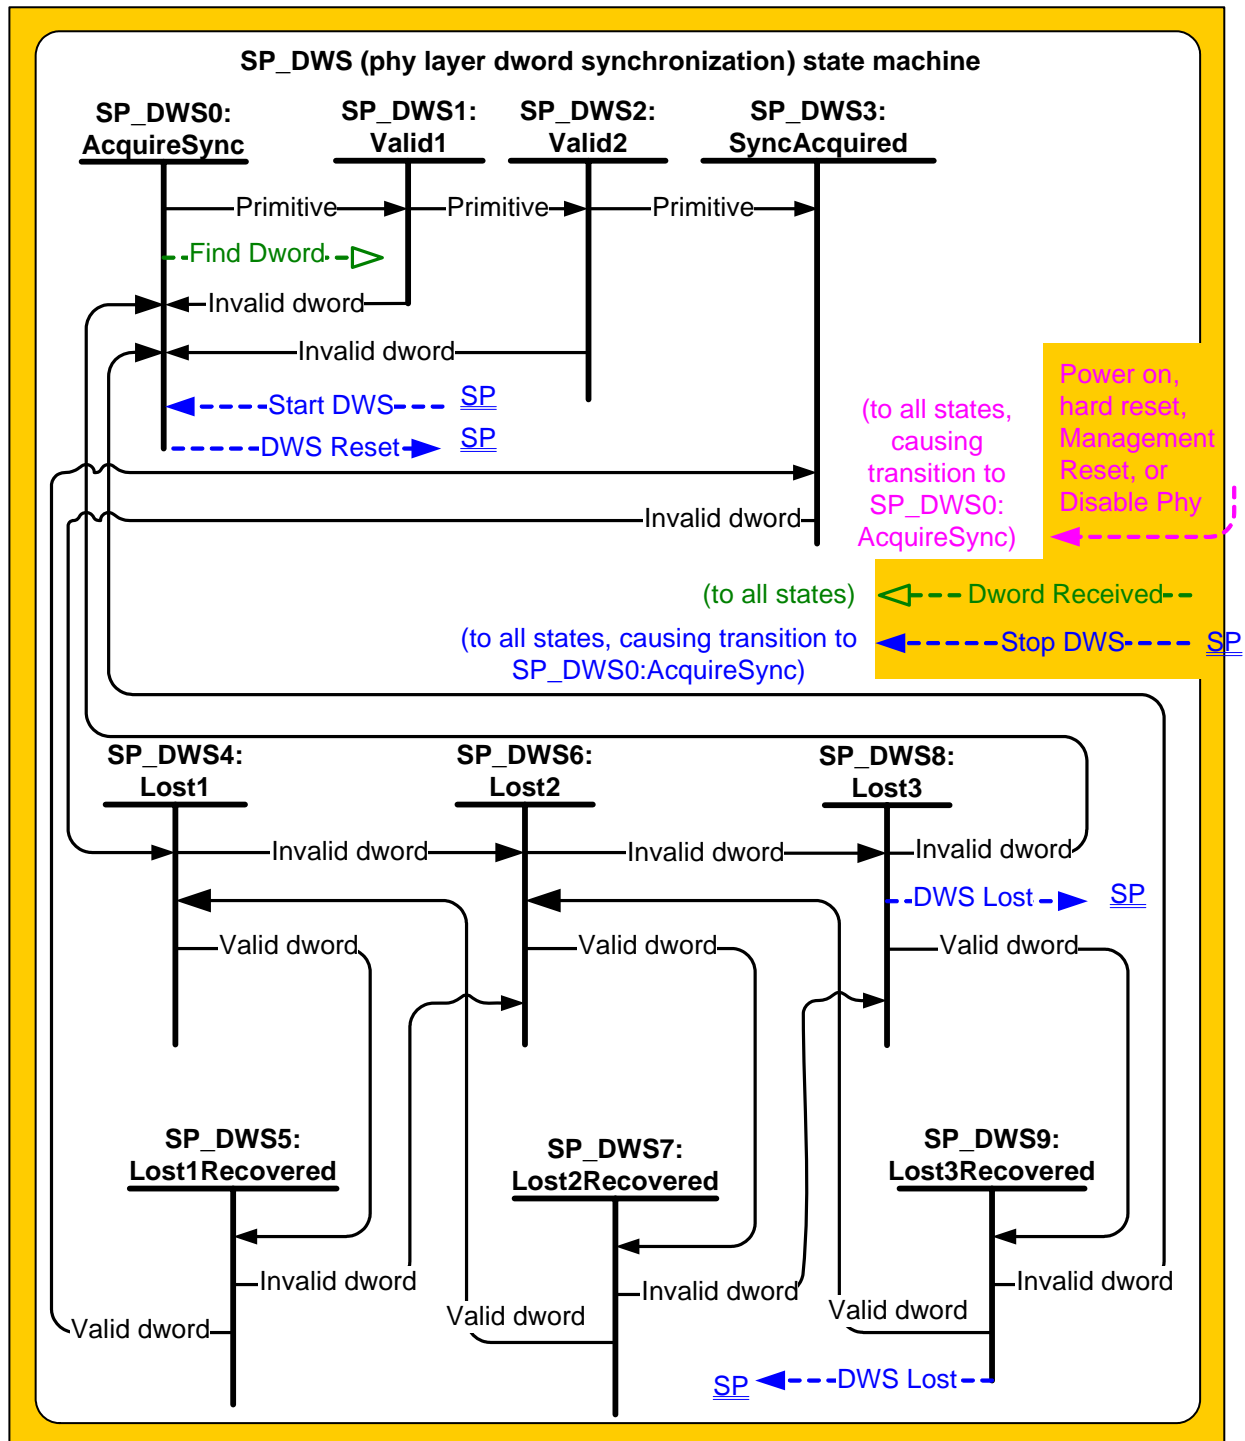 SP_DWS (phy layer dword synchronization) state machine
SP_DWS0:
AcquireSync
SP_DWS1:
Valid1
SP_DWS2:
Valid2
SP_DWS3:
SyncAcquired
Primitive
Primitive
Primitive
Find Dword
Invalid dword
Invalid dword
Start DWS
SP
DWS Reset
SP
Invalid dword
(to all states,
causing
transition to
SP_DWS0:
AcquireSync)
Power on,
hard reset,
Management
Reset, or
Disable Phy
(to all states)
Dword Received
(to all states, causing transition to
SP_DWS0:AcquireSync)
Stop DWS
SP
SP_DWS4:
Lost1
SP_DWS6:
Lost2
SP_DWS8:
Lost3
Invalid dword
Invalid dword
Invalid dword
DWS Lost
SP
Valid dword
Valid dword
Valid dword
SP_DWS5:
Lost1Recovered
SP_DWS7:
Lost2Recovered
SP_DWS9:
Lost3Recovered
Invalid dword
Invalid dword
Invalid dword
Valid dword
Valid dword
Valid dword
SP
DWS Lost